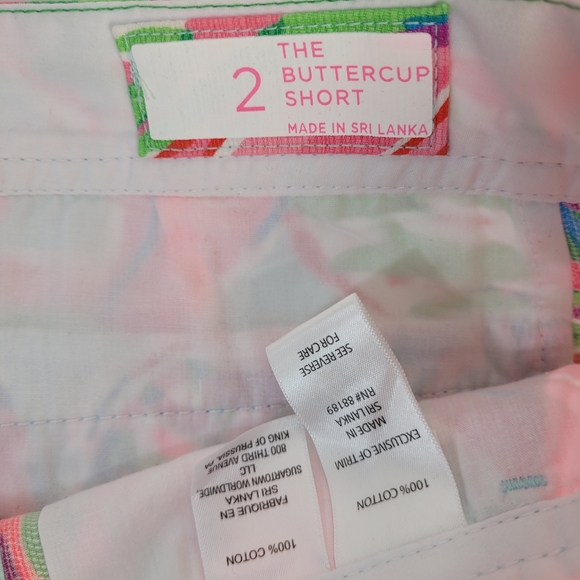 2
THE
BUTTERCUP
SHORT
MADE IN SRI LANKA
100% COTTON
EXCLUSIVE OF TRIM
MADE IN
SRI LANKA
RN# 88189
SEE REVERSE
FOR CARE
100% COTTON
FABRIQUE EN
SRI LANKA
SUGARTOWN WORLDWIDE,
LLC
800 THIRD AVENUE
KING OF PRUSSIA, PA